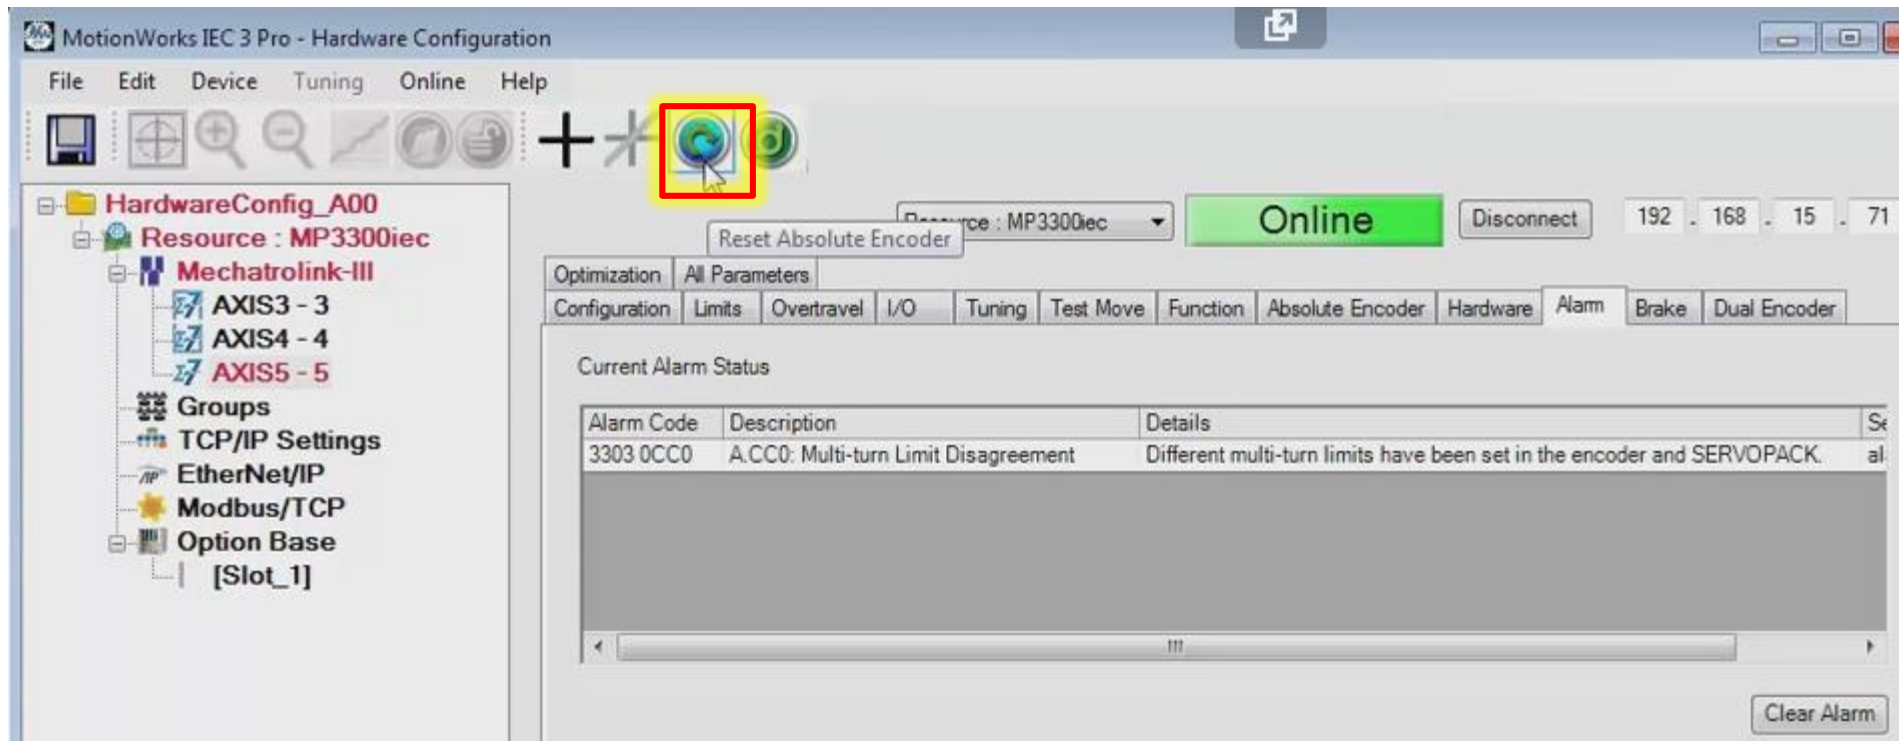 MotionWorks IEC 3 Pro - Hardware Configuration
File Edit Device Tuning Online Help
HardwareConfig_A00
Resource : MP3300iec
Mechatrolink-III
AXIS3 - 3
AXIS4 - 4
AXIS5 - 5
Groups
TCP/IP Settings
EtherNet/IP
Modbus/TCP
Option Base
[Slot_1]
Reset Absolute Encoder
: MP3300iec
Online
Disconnect
192 . 168 . 15 . 71
Optimization All Parameters
Configuration Limits Overtravel I/O Tuning Test Move Function Absolute Encoder Hardware Alarm Brake Dual Encoder
Current Alarm Status
Alarm Code Description Details
3303 0CC0 A.CC0: Multi-turn Limit Disagreement Different multi-turn limits have been set in the encoder and SERVOPACK. al
Clear Alarm